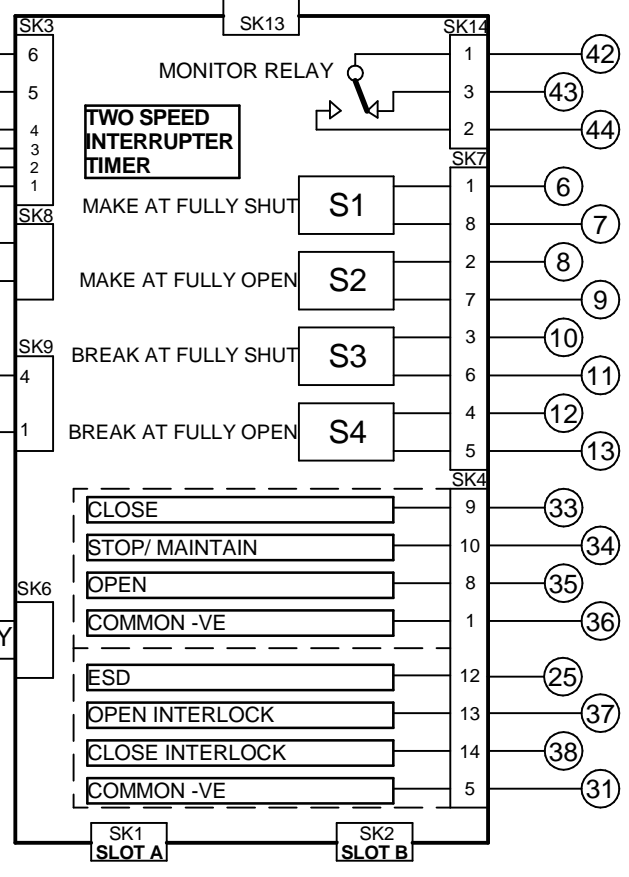 SK3
SK13
SK14
6
MONITOR RELAY
1
42
5
3
43
4
TWO SPEED
INTERRUPTER
TIMER
2
44
3
2
1
SK7
MAKE AT FULLY SHUT
S1
1
6
8
7
SK8
MAKE AT FULLY OPEN
S2
2
8
7
9
SK9
4
1
BREAK AT FULLY SHUT
S3
3
10
6
11
BREAK AT FULLY OPEN
S4
4
12
5
13
SK4
CLOSE
9
33
STOP/ MAINTAIN
10
34
SK6
OPEN
8
35
COMMON -VE
1
36
Y
ESD
12
25
OPEN INTERLOCK
13
37
CLOSE INTERLOCK
14
38
COMMON -VE
5
31
SK1
SLOT A
SK2
SLOT B